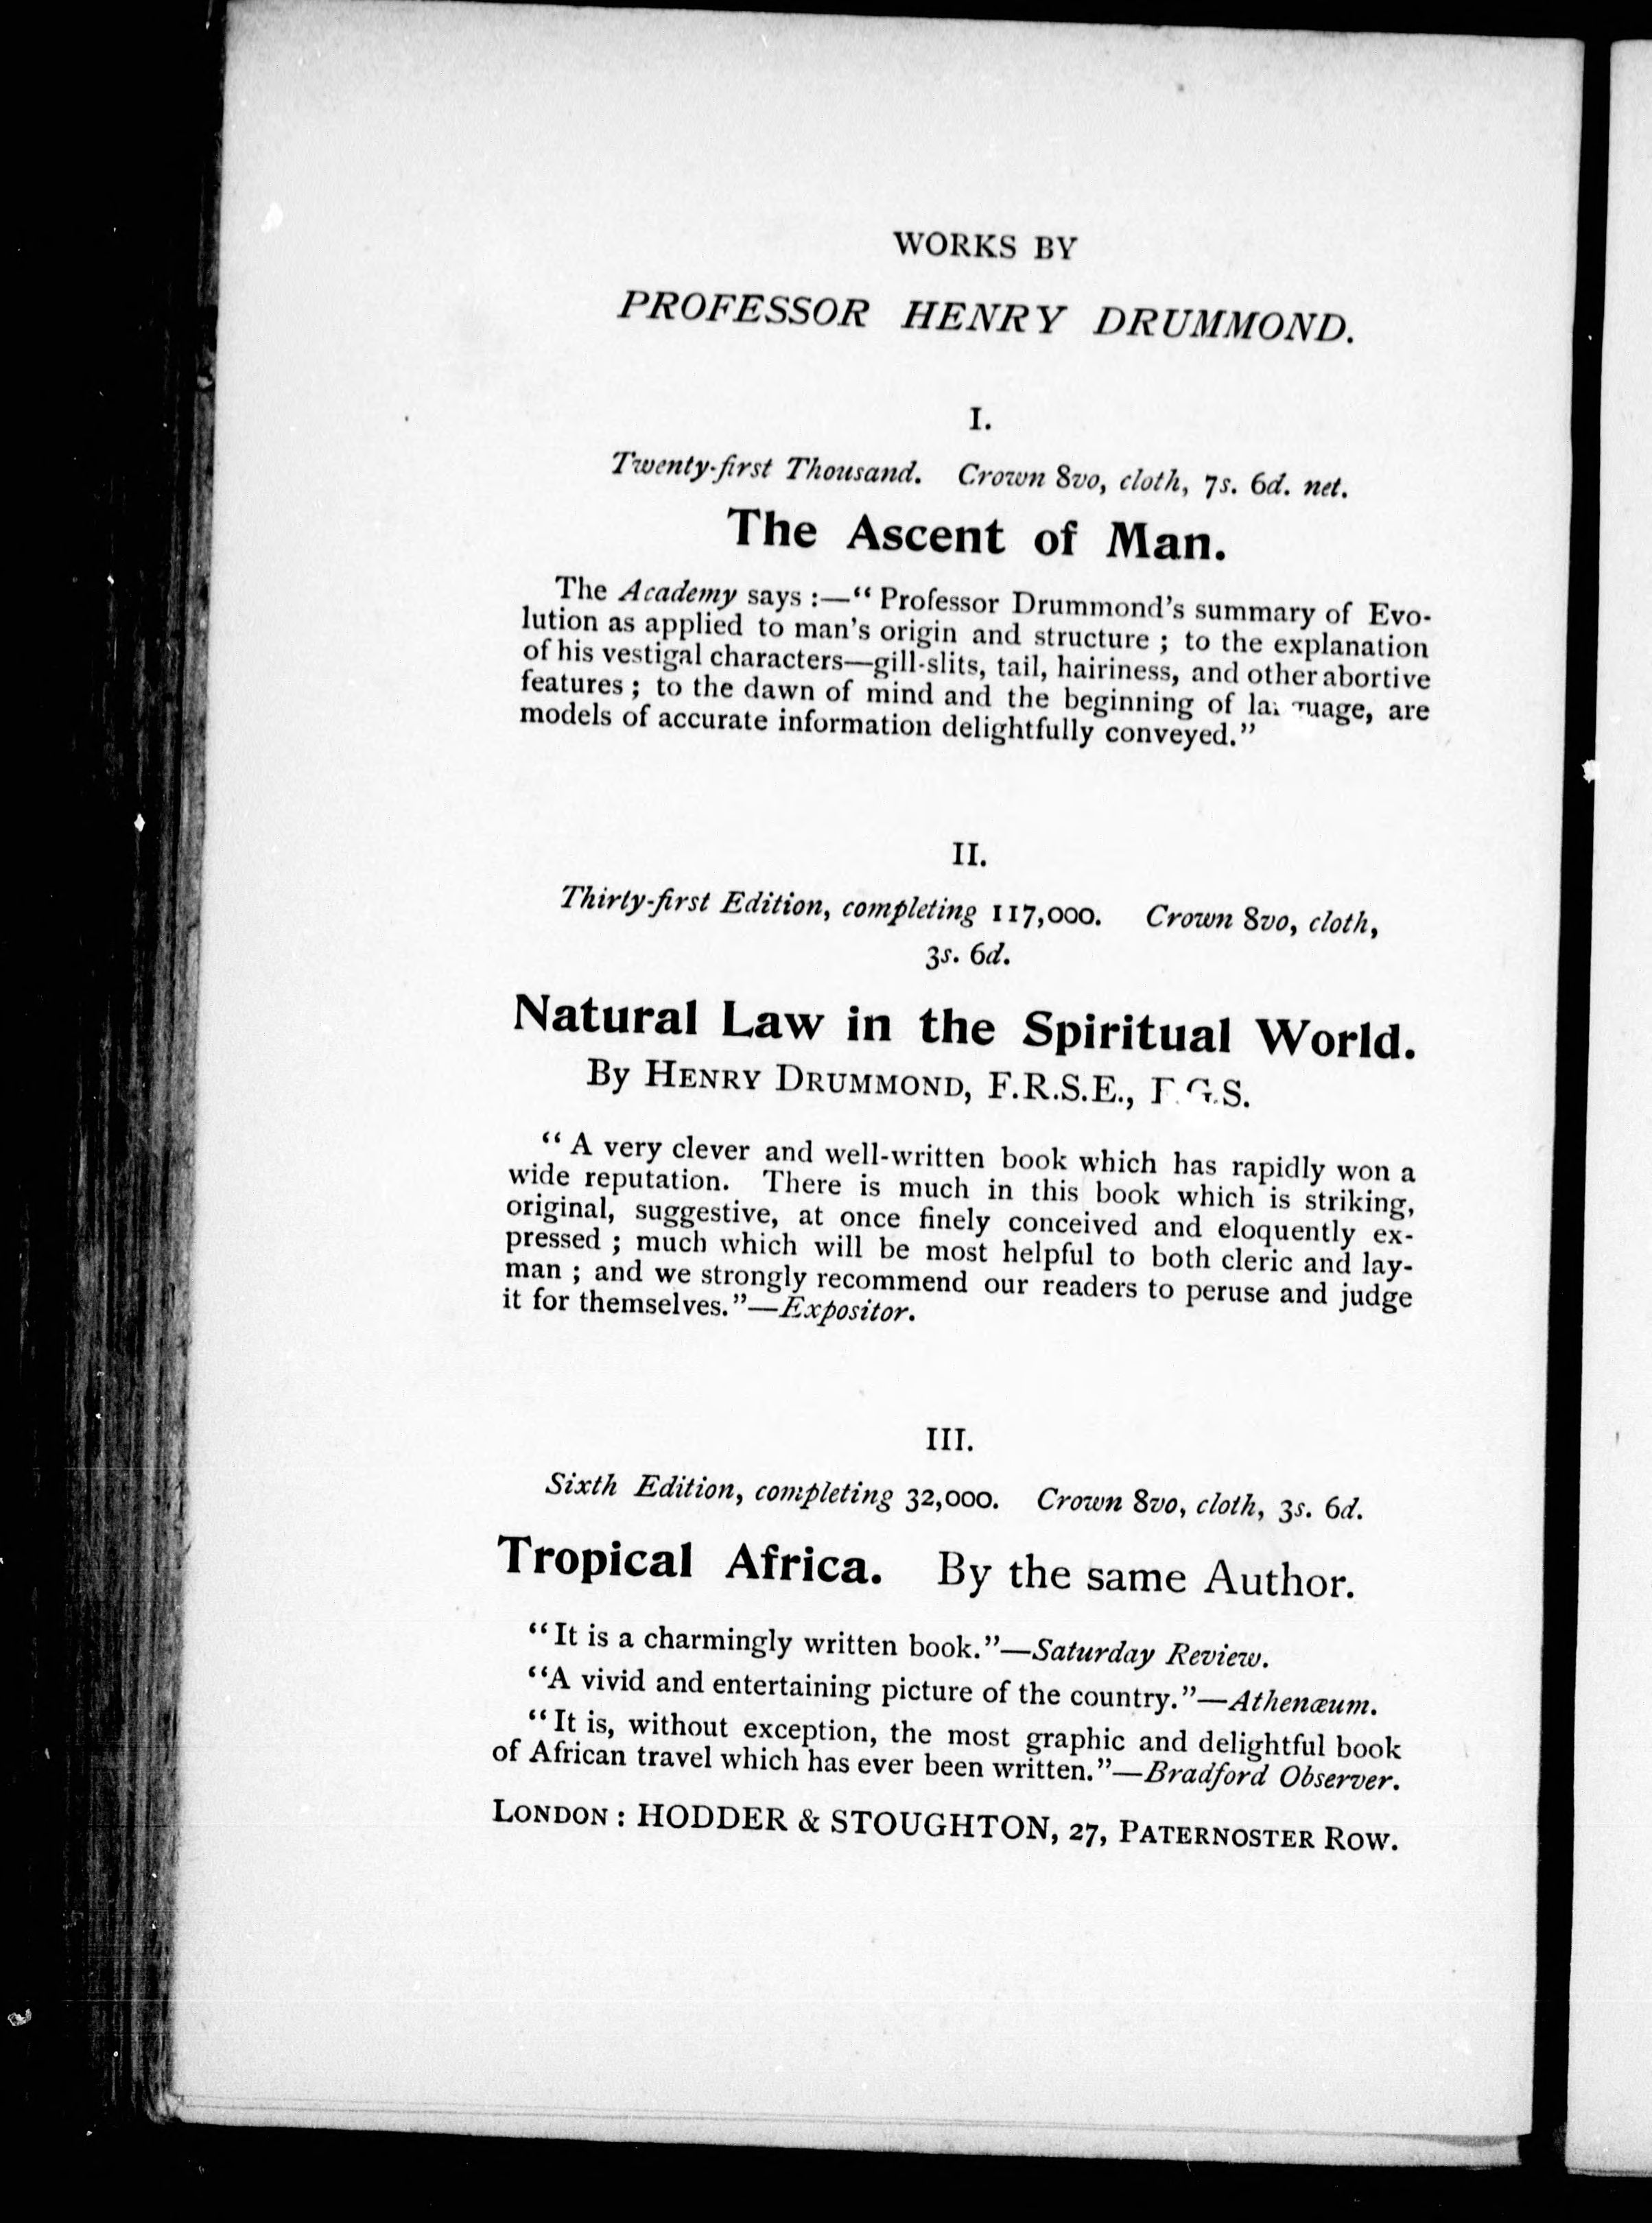 WORKS BY
PROFESSOR HENRY DRUMMOND.
I.
Twenty-first Thousand. Crown 8vo, cloth, 7s. 6d. net.
The Ascent of Man.
The Academy says :—" Professor Drummond's summary of Evo-
lution as applied to man's origin and structure ; to the explanation
of his vestigal characters—gill-slits, tail, hairiness, and other abortive
features ; to the dawn of mind and the beginning of language, are
models of accurate information delightfully conveyed."
II.
Thirty-first Edition, completing 117,000. Crown 8vo, cloth,
3s. 6d.
Natural Law in the Spiritual World.
By HENRY DRUMMOND, F.R.S.E., F.G.S.
" A very clever and well-written book which has rapidly won a
wide reputation. There is much in this book which is striking,
original, suggestive, at once finely conceived and eloquently ex-
pressed ; much which will be most helpful to both cleric and lay-
man ; and we strongly recommend our readers to peruse and judge
it for themselves."—Expositor.
III.
Sixth Edition, completing 32,000. Crown 8vo, cloth, 3s. 6d.
Tropical Africa. By the same Author.
"It is a charmingly written book."—Saturday Review.
"A vivid and entertaining picture of the country."—Athenæum.
"It is, without exception, the most graphic and delightful book
of African travel which has ever been written."—Bradford Observer.
LONDON : HODDER & STOUGHTON, 27, PATERNOSTER ROW.